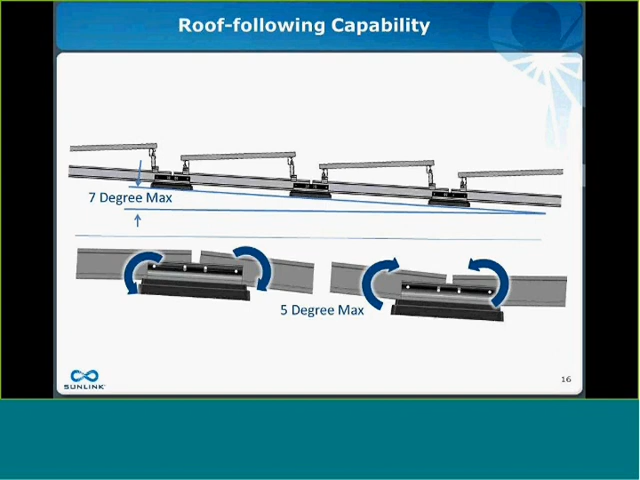 Roof-following Capability
7 Degree Max
5 Degree Max
SUNLINK
16